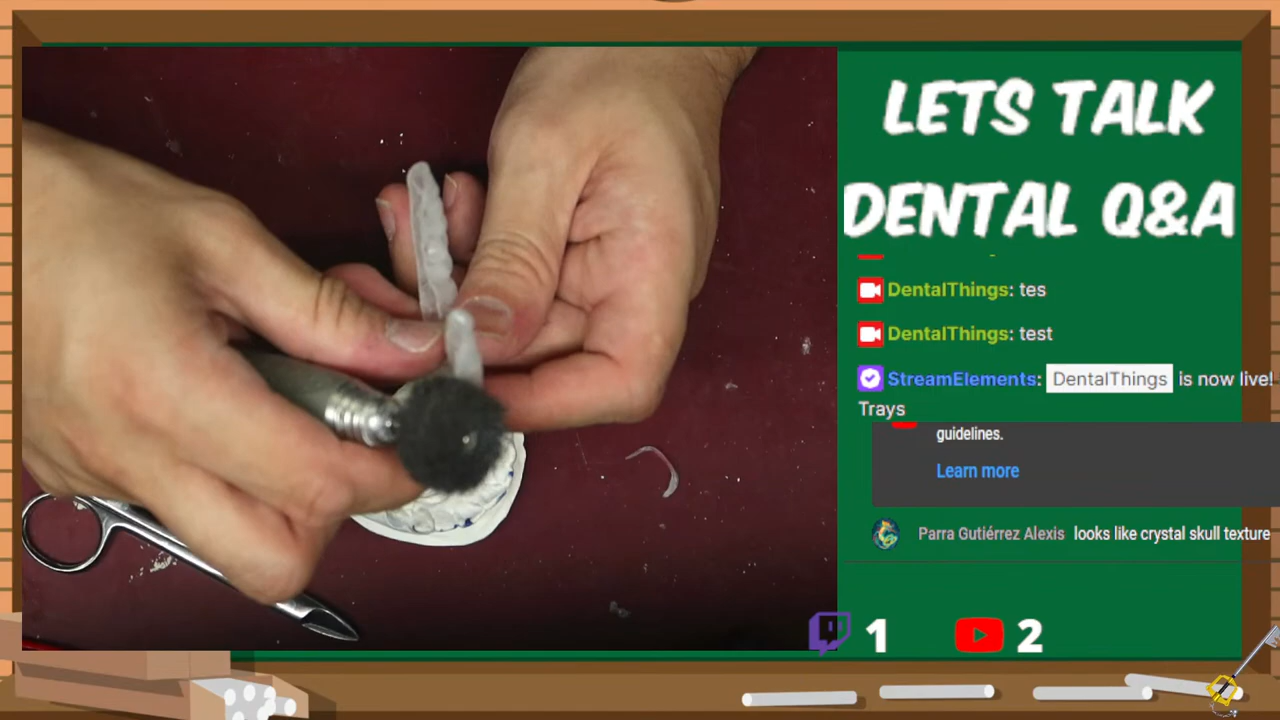 LETS TALK
DENTAL Q&A
DentalThings: tes
DentalThings: test
StreamElements: DentalThings is now live!
Trays
guidelines.
Learn more
Parra Gutiérrez Alexis looks like crystal skull texture
1 2